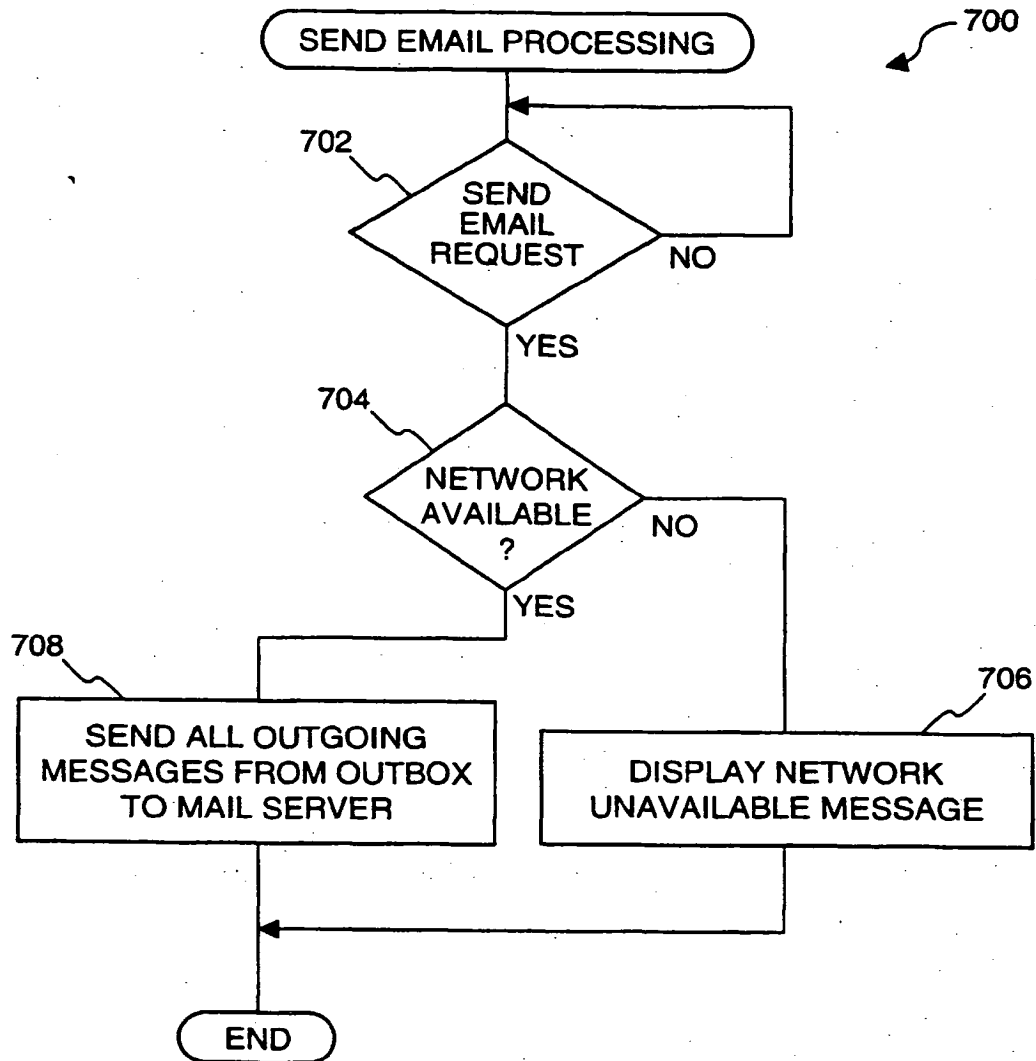 SEND EMAIL PROCESSING
700
702
SEND
EMAIL
REQUEST
NO
YES
704
NETWORK
AVAILABLE
?
NO
YES
708
SEND ALL OUTGOING
MESSAGES FROM OUTBOX
TO MAIL SERVER
706
DISPLAY NETWORK
UNAVAILABLE MESSAGE
END